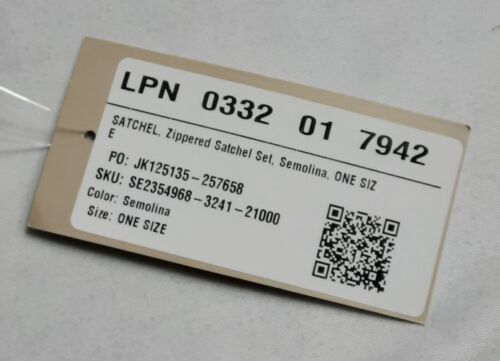 LPN 0332 01 7942
SATCHEL, Zippered Satchel Set, Semolina, ONE SIZ
E
PO: JK125135-257658
SKU: SE2354968-3241-21000
Color: Semolina
Size: ONE SIZE